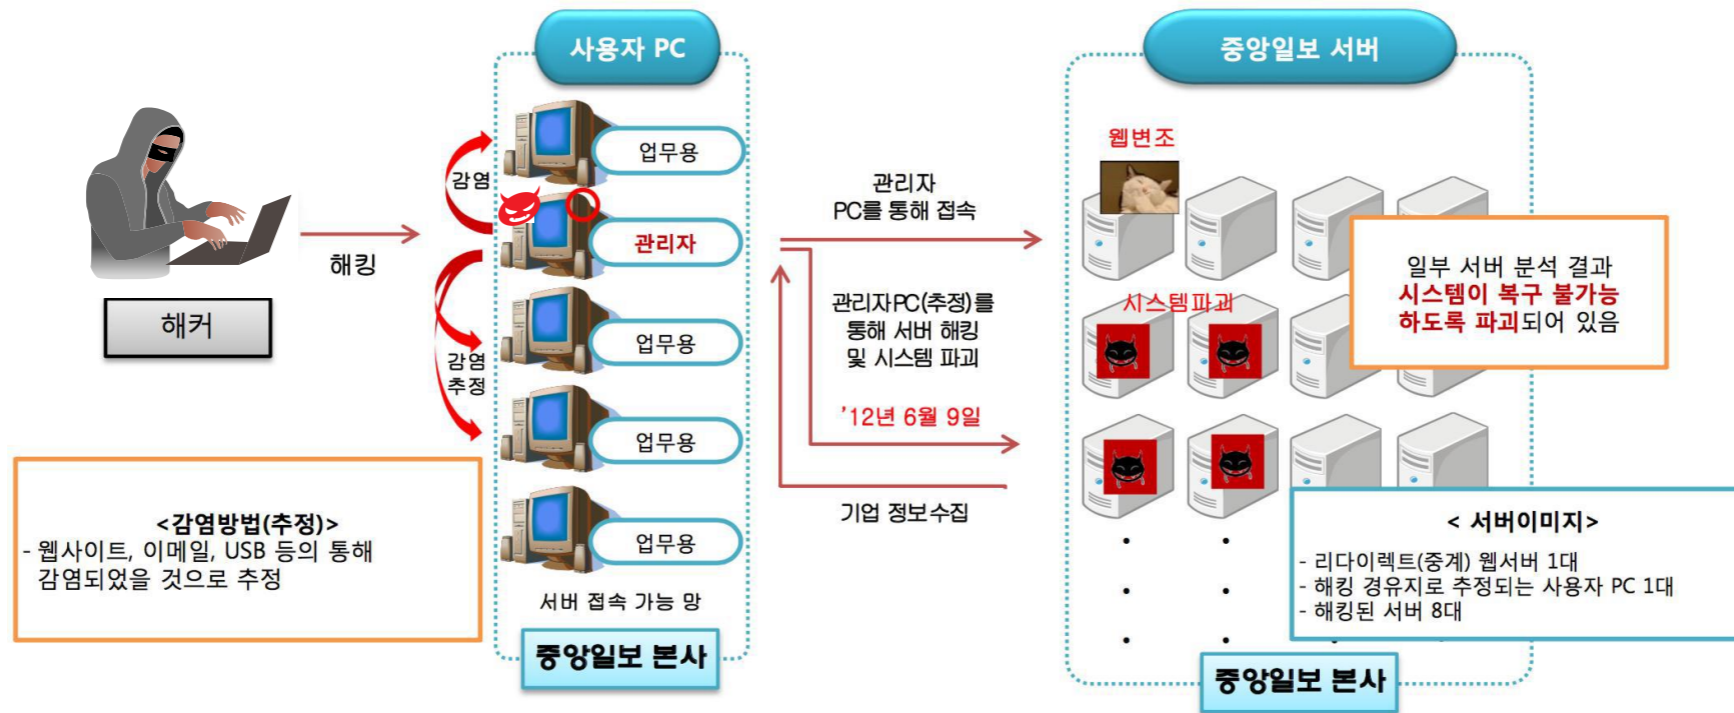 사용자 PC
중앙일보 서버
업무용
웹변조
감염
관리자
해킹
해커
업무용
감염
추정
업무용
업무용
관리자
PC를 통해 접속
관리자PC(추정)를
통해 서버 해킹
및 시스템 파괴
'12년 6월 9일
기업 정보수집
시스템파괴
일부 서버 분석 결과
시스템이 복구 불가능
하도록 파괴되어 있음
<감염방법(추정)>
- 웹사이트, 이메일, USB 등의 통해
감염되었을 것으로 추정
서버 접속 가능 망
중앙일보 본사
< 서버이미지>
- 리다이렉트(중계) 웹서버 1대
- 해킹 경유지로 추정되는 사용자 PC 1대
- 해킹된 서버 8대
중앙일보 본사